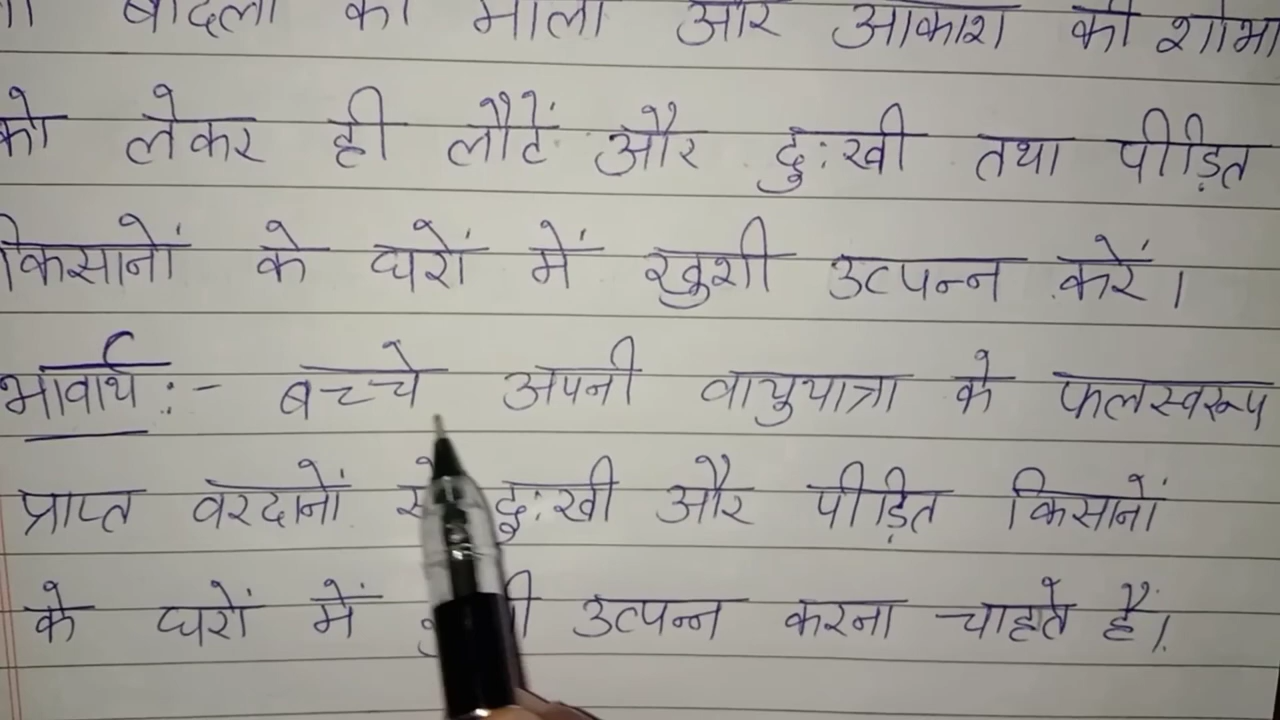 बादलों की माला और आकाश की शोभा
को लेकर ही लौटें और दुःखी तथा पीड़ित
किसानों के घरों में खुशी उत्पन्न करें।
भावार्थ :- बच्चे अपनी वायुयात्रा के फलस्वरूप
प्राप्त वरदानों से दुःखी और पीड़ित किसानों
के घरों में उत्पन्न करना चाहते हैं।